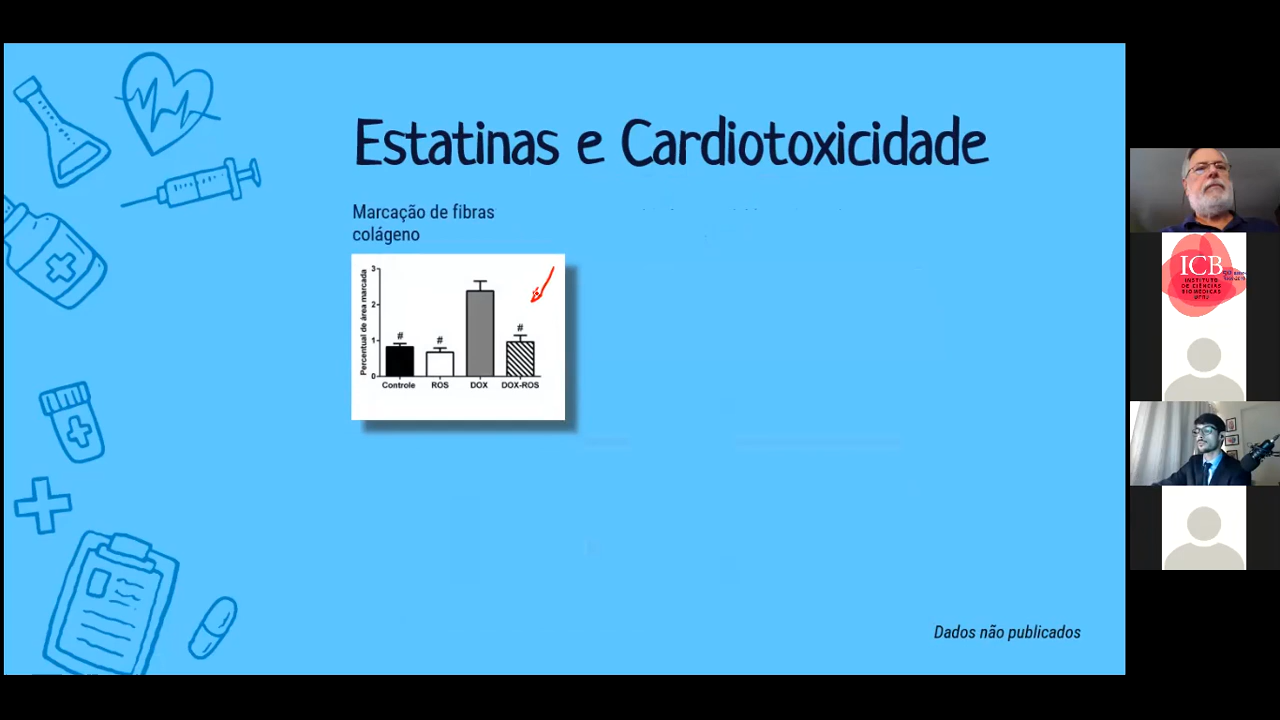 Estatinas e Cardiotoxicidade
Marcação de fibras
colágeno
Percentual de área marcada
3
2
1
0
#
#
#
Controle
ROS
DOX
DOX-ROS
Dados não publicados
ICB
INSTITUTO
DE CIÊNCIAS
BIOMÉDICAS
UFRJ